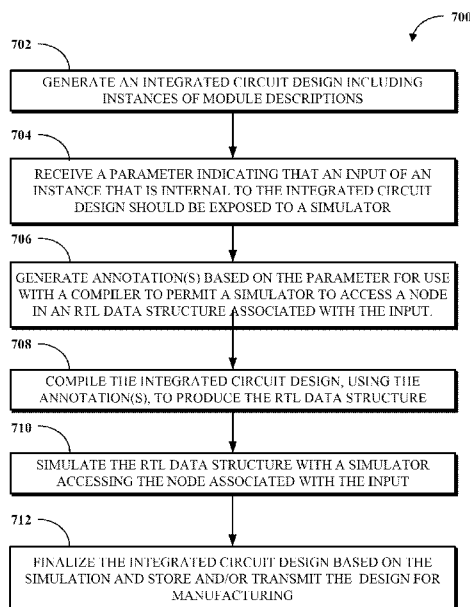 700
702
GENERATE AN INTEGRATED CIRCUIT DESIGN INCLUDING
INSTANCES OF MODULE DESCRIPTIONS
704
RECEIVE A PARAMETER INDICATING THAT AN INPUT OF AN
INSTANCE THAT IS INTERNAL TO THE INTEGRATED CIRCUIT
DESIGN SHOULD BE EXPOSED TO A SIMULATOR
706
GENERATE ANNOTATION(S) BASED ON THE PARAMETER FOR USE
WITH A COMPILER TO PERMIT A SIMULATOR TO ACCESS A NODE
IN AN RTL DATA STRUCTURE ASSOCIATED WITH THE INPUT.
708
COMPILE THE INTEGRATED CIRCUIT DESIGN, USING THE
ANNOTATION(S), TO PRODUCE THE RTL DATA STRUCTURE
710
SIMULATE THE RTL DATA STRUCTURE WITH A SIMULATOR
ACCESSING THE NODE ASSOCIATED WITH THE INPUT
712
FINALIZE THE INTEGRATED CIRCUIT DESIGN BASED ON THE
SIMULATION AND STORE AND/OR TRANSMIT THE DESIGN FOR
MANUFACTURING